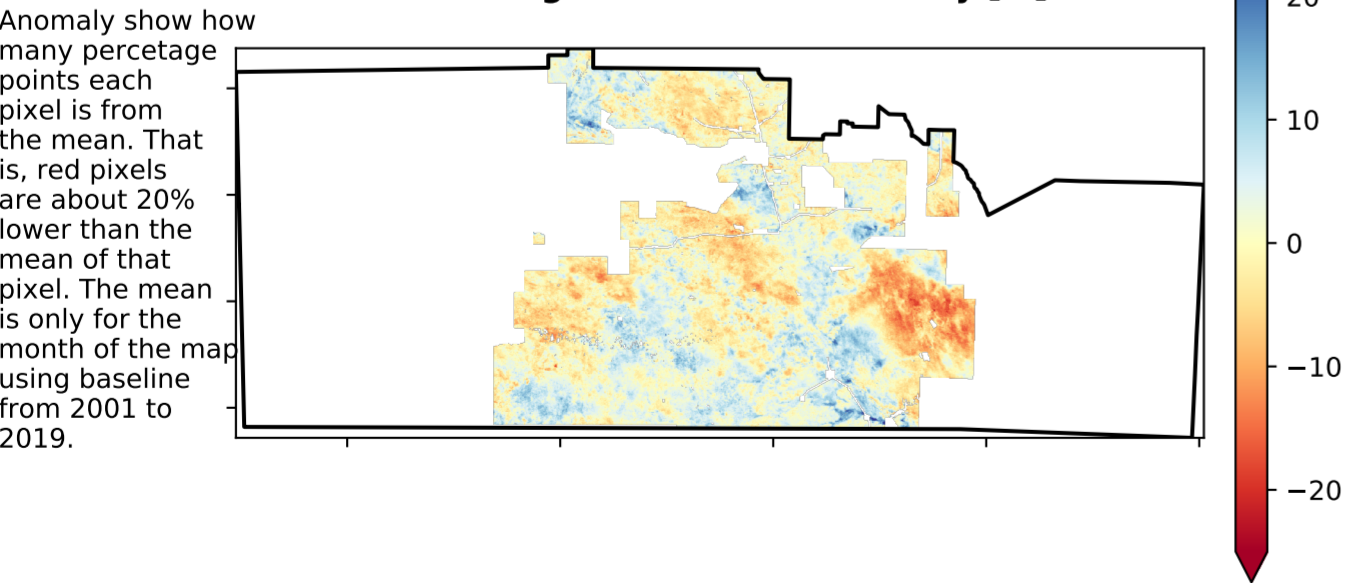 Anomaly show how
many percetage
points each
pixel is from
the mean. That
is, red pixels
are about 20%
lower than the
mean of that
pixel. The mean
is only for the
month of the map
using baseline
from 2001 to
2019.
20
10
0
−10
−20